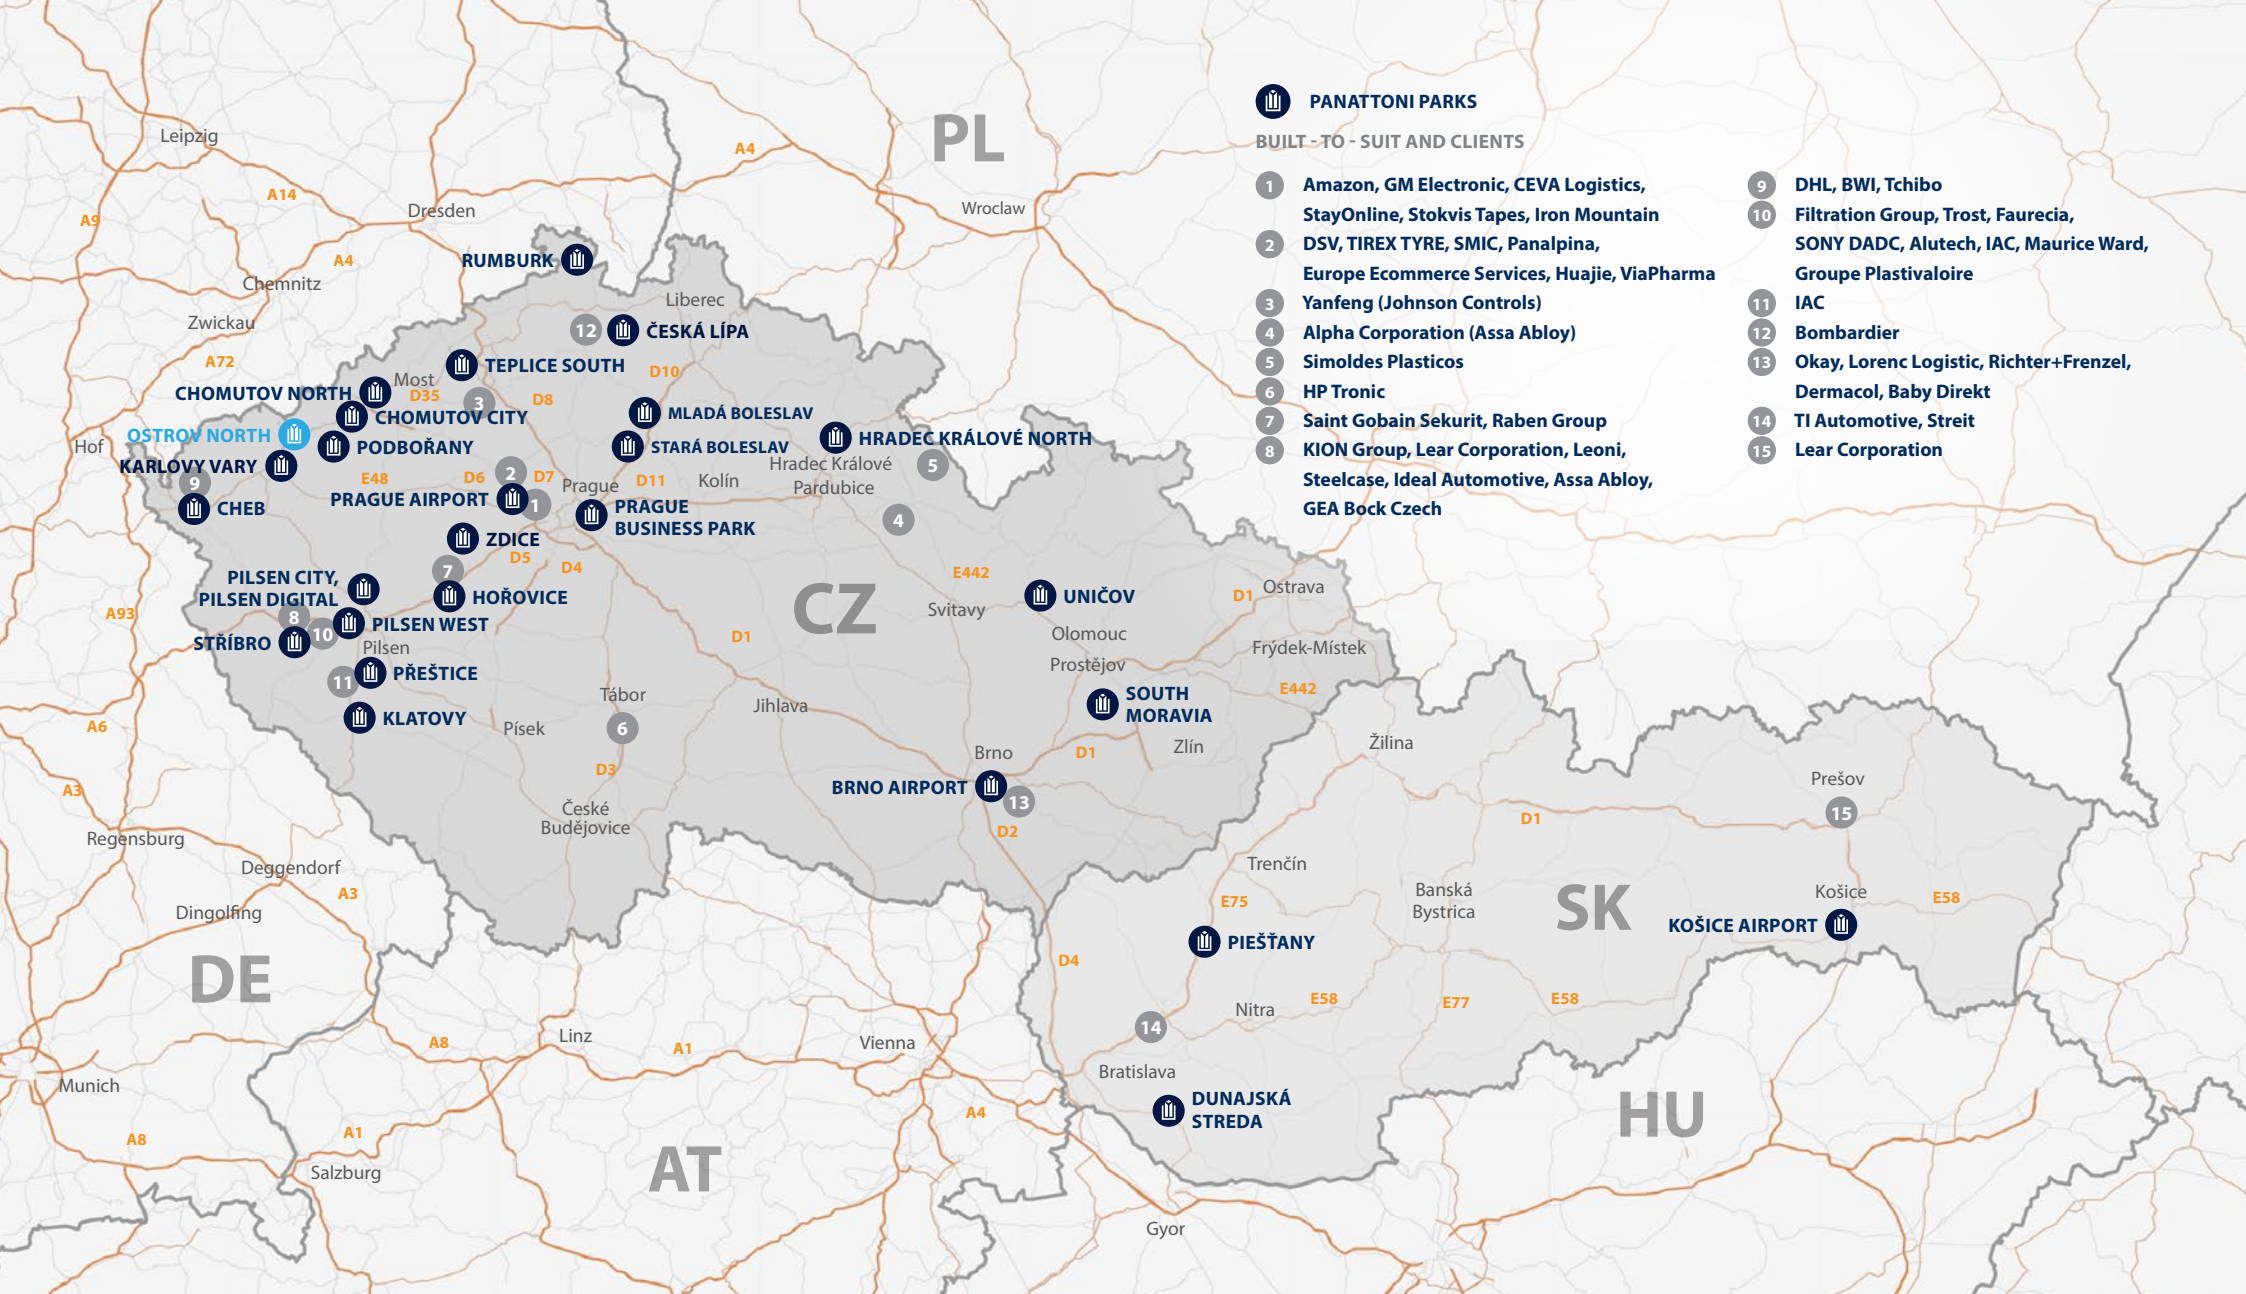 PANATTONI PARKS
BUILT - TO - SUIT AND CLIENTS
1 Amazon, GM Electronic, CEVA Logistics,
StayOnline, Stokvis Tapes, Iron Mountain
2 DSV, TIREX TYRE, SMIC, Panalpina,
Europe Ecommerce Services, Huajie, ViaPharma
3 Yanfeng (Johnson Controls)
4 Alpha Corporation (Assa Abloy)
5 Simoldes Plasticos
6 HP Tronic
7 Saint Gobain Sekurit, Raben Group
8 KION Group, Lear Corporation, Leoni,
Steelcase, Ideal Automotive, Assa Abloy,
GEA Bock Czech
9 DHL, BWI, Tchibo
10 Filtration Group, Trost, Faurecia,
SONY DADC, Alutech, IAC, Maurice Ward,
Groupe Plastivaloire
11 IAC
12 Bombardier
13 Okay, Lorenc Logistic, Richter+Frenzel,
Dermacol, Baby Direkt
14 TI Automotive, Streit
15 Lear Corporation
PL
Leipzig
A4
A14
A9
Dresden
Wroclaw
RUMBURK
A4
Chemnitz
Liberec
Zwickau
12
ČESKÁ LÍPA
A72
TEPLICE SOUTH
D10
Most
CHOMUTOV NORTH
D35
3
D8
CHOMUTOV CITY
MLADÁ BOLESLAV
OSTROV NORTH
Hof
PODBOŘANY
STARÁ BOLESLAV
HRADEC KRÁLOVÉ NORTH
KARLOVY VARY
Hradec Králové
5
9
E48
D6
2
D7
Prague
D11
Kolín
Pardubice
PRAGUE AIRPORT
1
CHEB
PRAGUE
BUSINESS PARK
4
ZDICE
D5
D4
7
E442
PILSEN CITY,
PILSEN DIGITAL
HOŘOVICE
CZ
UNIČOV
D1
Ostrava
A93
8
Svitavy
10
PILSEN WEST
STŘÍBRO
Pilsen
D1
Olomouc
Frýdek-Místek
Prostějov
11
PŘEŠTICE
E442
Tábor
SOUTH
MORAVIA
Jihlava
KLATOVY
Písek
6
A6
Brno
D1
Zlín
Žilina
D3
A3
BRNO AIRPORT
13
Prešov
České
Budějovice
D2
D1
15
Regensburg
Deggendorf
Trenčín
A3
Banská
Bystrica
Košice
E75
SK
E58
Dingolfing
KOŠICE AIRPORT
PIEŠŤANY
D4
DE
E58
E77
E58
Nitra
14
Linz
A8
A1
Vienna
Bratislava
Munich
DUNAJSKÁ
STREDA
A4
HU
A1
A8
AT
Salzburg
Gyor